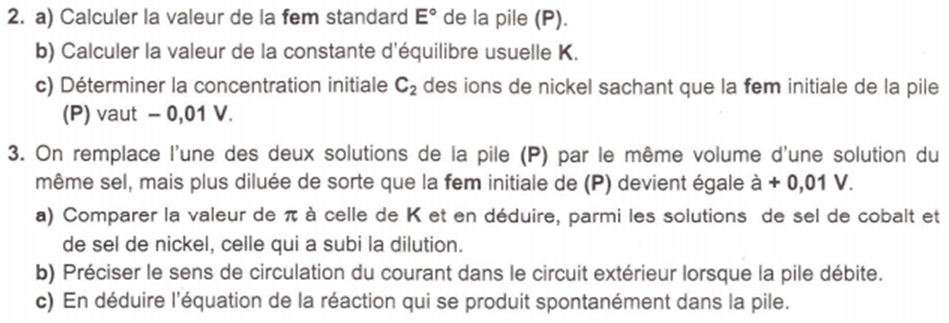 2. a) Calculer la valeur de la fem standard E° de la pile (P).
b) Calculer la valeur de la constante d'équilibre usuelle K.
c) Déterminer la concentration initiale C₂ des ions de nickel sachant que la fem initiale de la pile
(P) vaut – 0,01 V.
3. On remplace l'une des deux solutions de la pile (P) par le même volume d'une solution du
même sel, mais plus diluée de sorte que la fem initiale de (P) devient égale à + 0,01 V.
a) Comparer la valeur de π à celle de K et en déduire, parmi les solutions de sel de cobalt et
de sel de nickel, celle qui a subi la dilution.
b) Préciser le sens de circulation du courant dans le circuit extérieur lorsque la pile débite.
c) En déduire l'équation de la réaction qui se produit spontanément dans la pile.